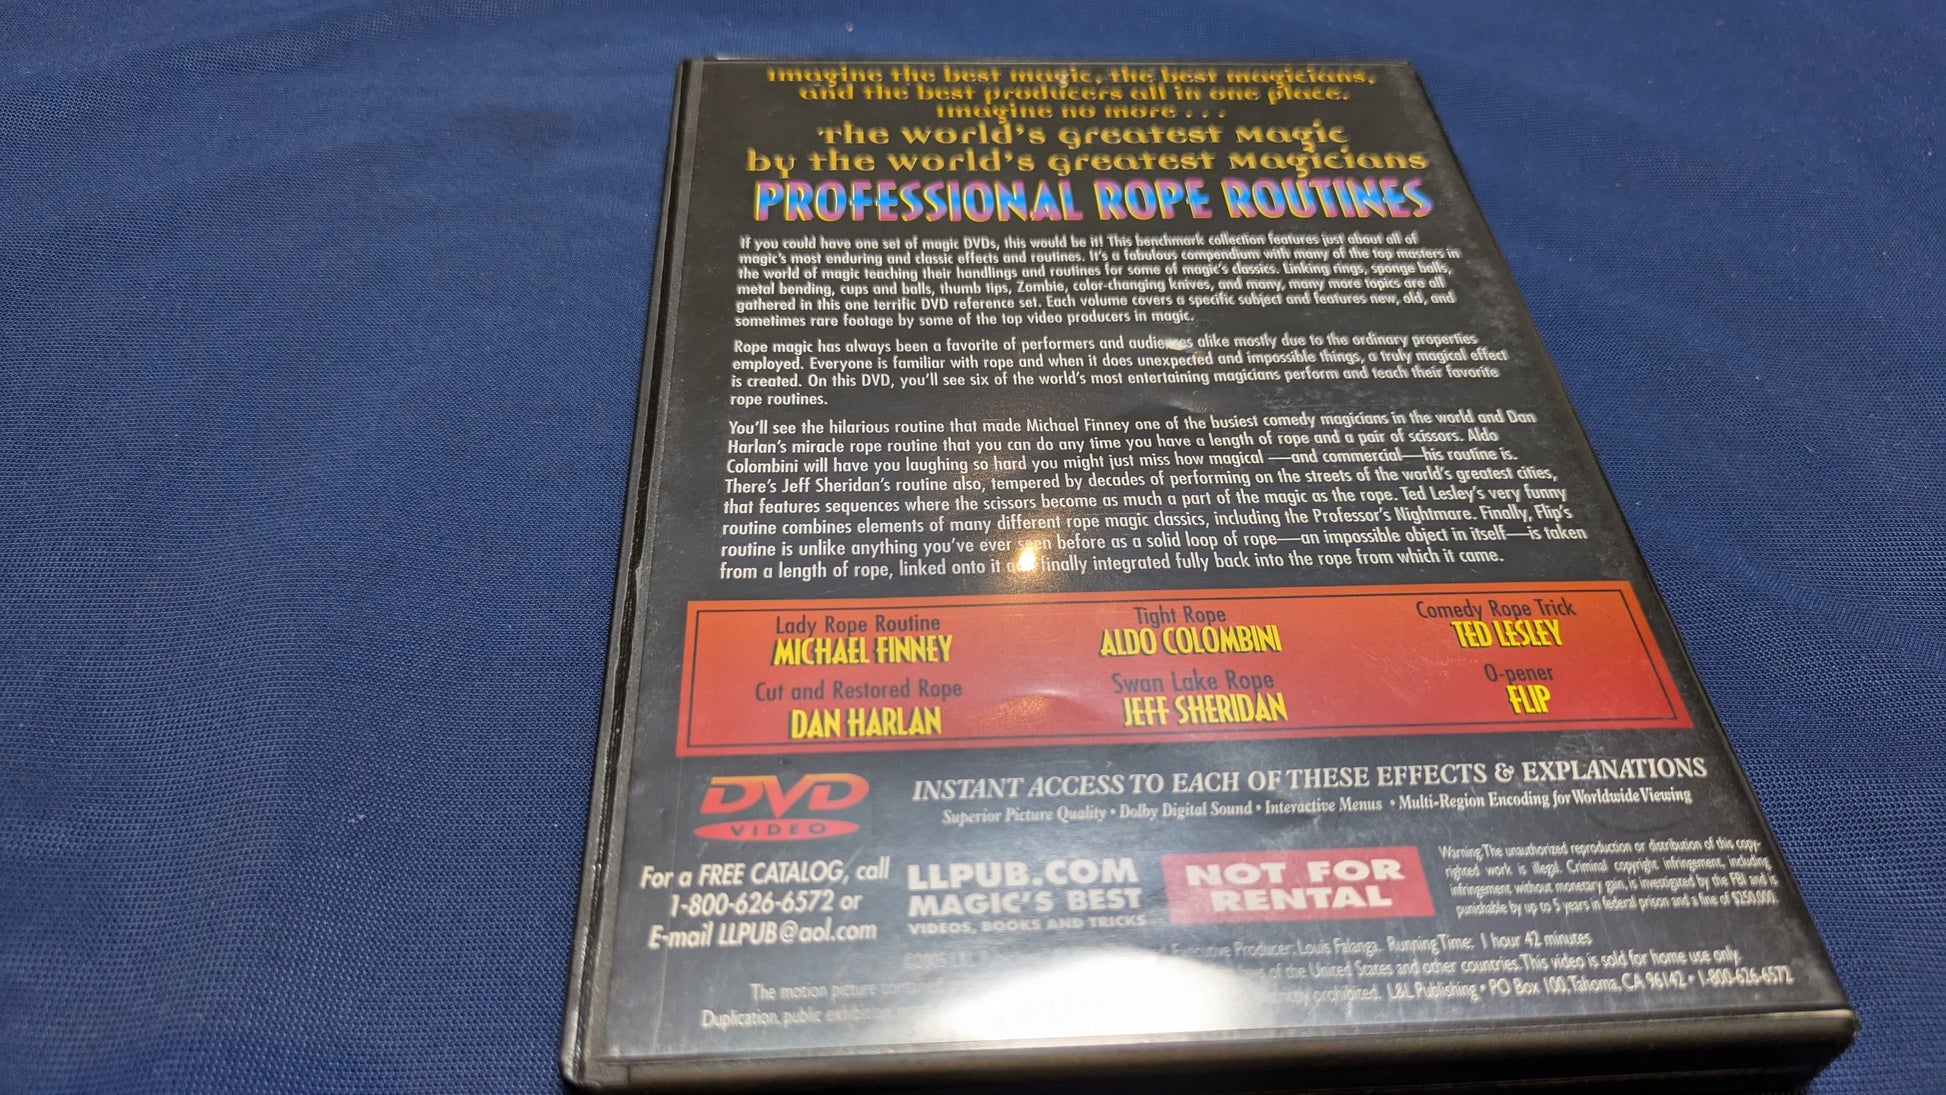 Imagine the best magic, the best magicians,
and the best producers all in one place.
Imagine no more . . .
The World's Greatest Magic
by the World's Greatest Magicians
PROFESSIONAL ROPE ROUTINES
If you could have one set of magic DVDs, this would be it! This benchmark collection features just about all of
magic's most enduring and classic effects and routines. It's a fabulous compendium with many of the top masters in
the world of magic teaching their handlings and routines for some of magic's classics. Linking rings, sponge balls,
metal bending, cups and balls, thumb tips, Zombie, color-changing knives, and many, many more topics are all
gathered in this one terrific DVD reference set. Each volume covers a specific subject and features new, old, and
sometimes rare footage by some of the top video producers in magic.
Rope magic has always been a favorite of performers and audiences alike mostly due to the ordinary properties
employed. Everyone is familiar with rope and when it does unexpected and impossible things, a truly magical effect
is created. On this DVD, you'll see six of the world's most entertaining magicians perform and teach their favorite
rope routines.
You'll see the hilarious routine that made Michael Finney one of the busiest comedy magicians in the world and Dan
Harlan's miracle rope routine that you can do any time you have a length of rope and a pair of scissors. Aldo
Colombini will have you laughing so hard you might just miss how magical —and commercial—his routine is.
There's Jeff Sheridan's routine also, tempered by decades of performing on the streets of the world's greatest cities,
that features sequences where the scissors become as much a part of the magic as the rope. Ted Lesley's very funny
routine combines elements of many different rope magic classics, including the Professor's Nightmare. Finally, Flip's
routine is unlike anything you've ever seen before as a solid loop of rope—an impossible object in itself—is taken
from a length of rope, linked onto it and finally integrated fully back into the rope from which it came.
Lady Rope Routine
MICHAEL FINNEY
Tight Rope
ALDO COLOMBINI
Comedy Rope Trick
TED LESLEY
Cut and Restored Rope
DAN HARLAN
Swan Lake Rope
JEFF SHERIDAN
O-pener
FLIP
DVD
VIDEO
INSTANT ACCESS TO EACH OF THESE EFFECTS & EXPLANATIONS
Superior Picture Quality • Dolby Digital Sound • Interactive Menus • Multi-Region Encoding for Worldwide Viewing
For a FREE CATALOG, call
1-800-626-6572 or
E-mail LLPUB@aol.com
LLPUB.COM
MAGIC'S BEST
VIDEOS, BOOKS AND TRICKS
NOT FOR
RENTAL
Warning. The unauthorized reproduction or distribution of this copy-
righted work is illegal. Criminal copyright infringement, including
infringement without monetary gain, is investigated by the FBI and is
punishable by up to 5 years in federal prison and a fine of $250,000.
©2005 L&L Executive Producer: Louis Falanga. Running Time: 1 hour 42 minutes
The motion picture laws of the United States and other countries. This video is sold for home use only.
Duplication, public strictly prohibited. L&L Publishing • PO Box 100, Tahoma, CA 96142 • 1-800-626-6572